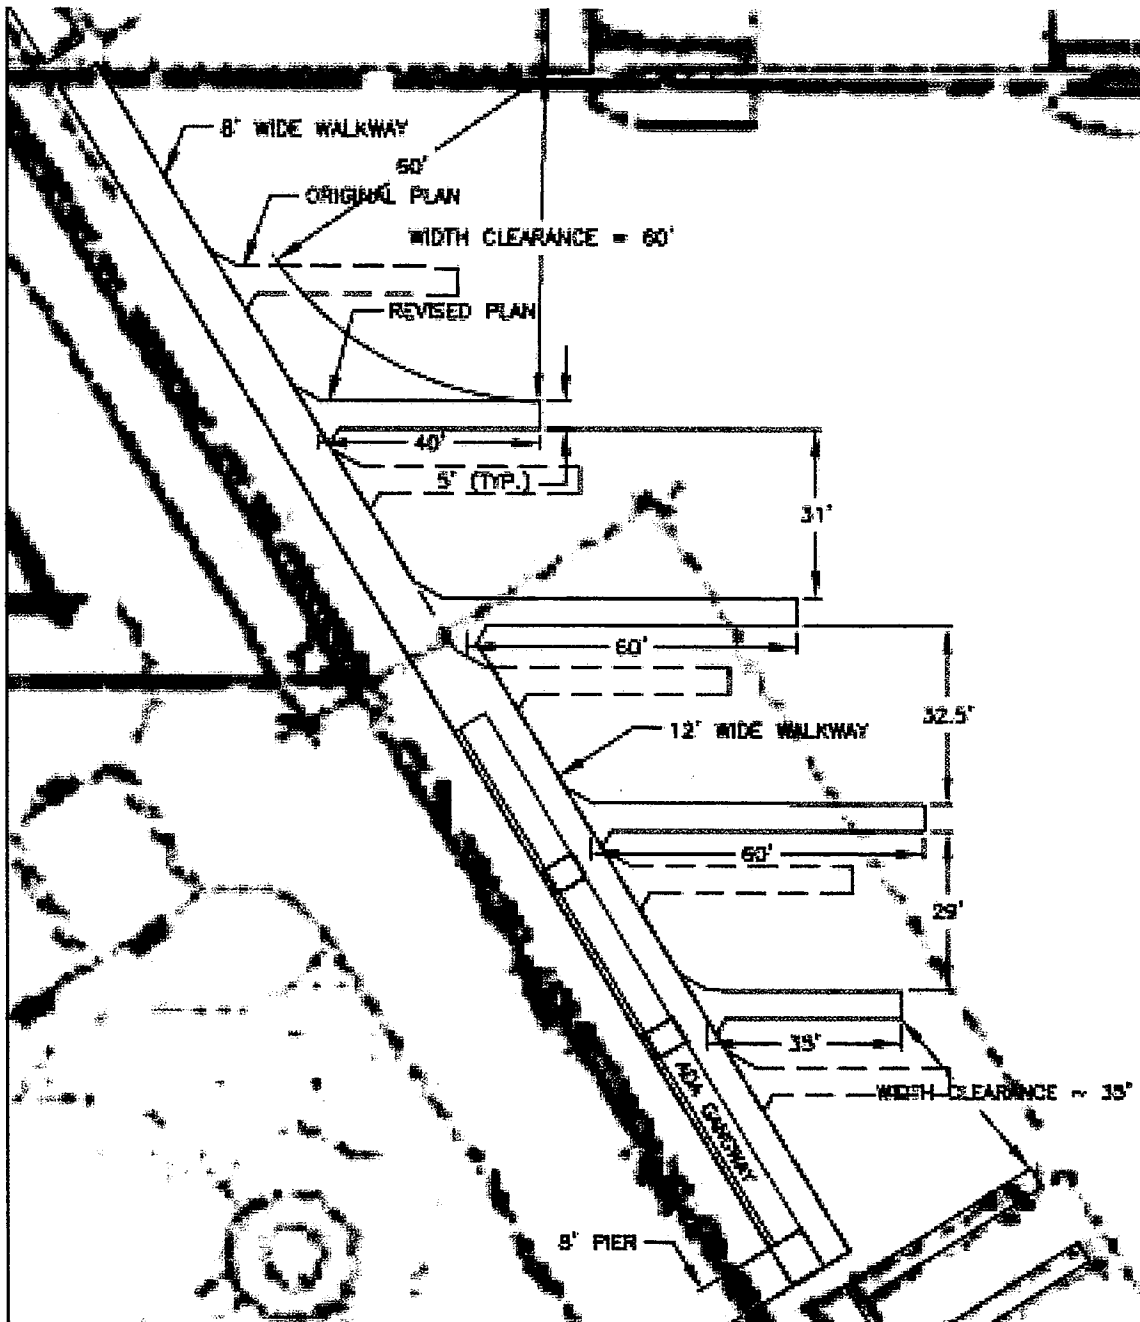 8' WIDE WALKWAY
60'
ORIGINAL PLAN
WIDTH CLEARANCE = 60'
REVISED PLAN
40'
5' (TYP.)
31'
60'
32.5'
12' WIDE WALKWAY
60'
29'
35'
ADA GANGWAY
WIDTH CLEARANCE ~ 35'
8' PIER